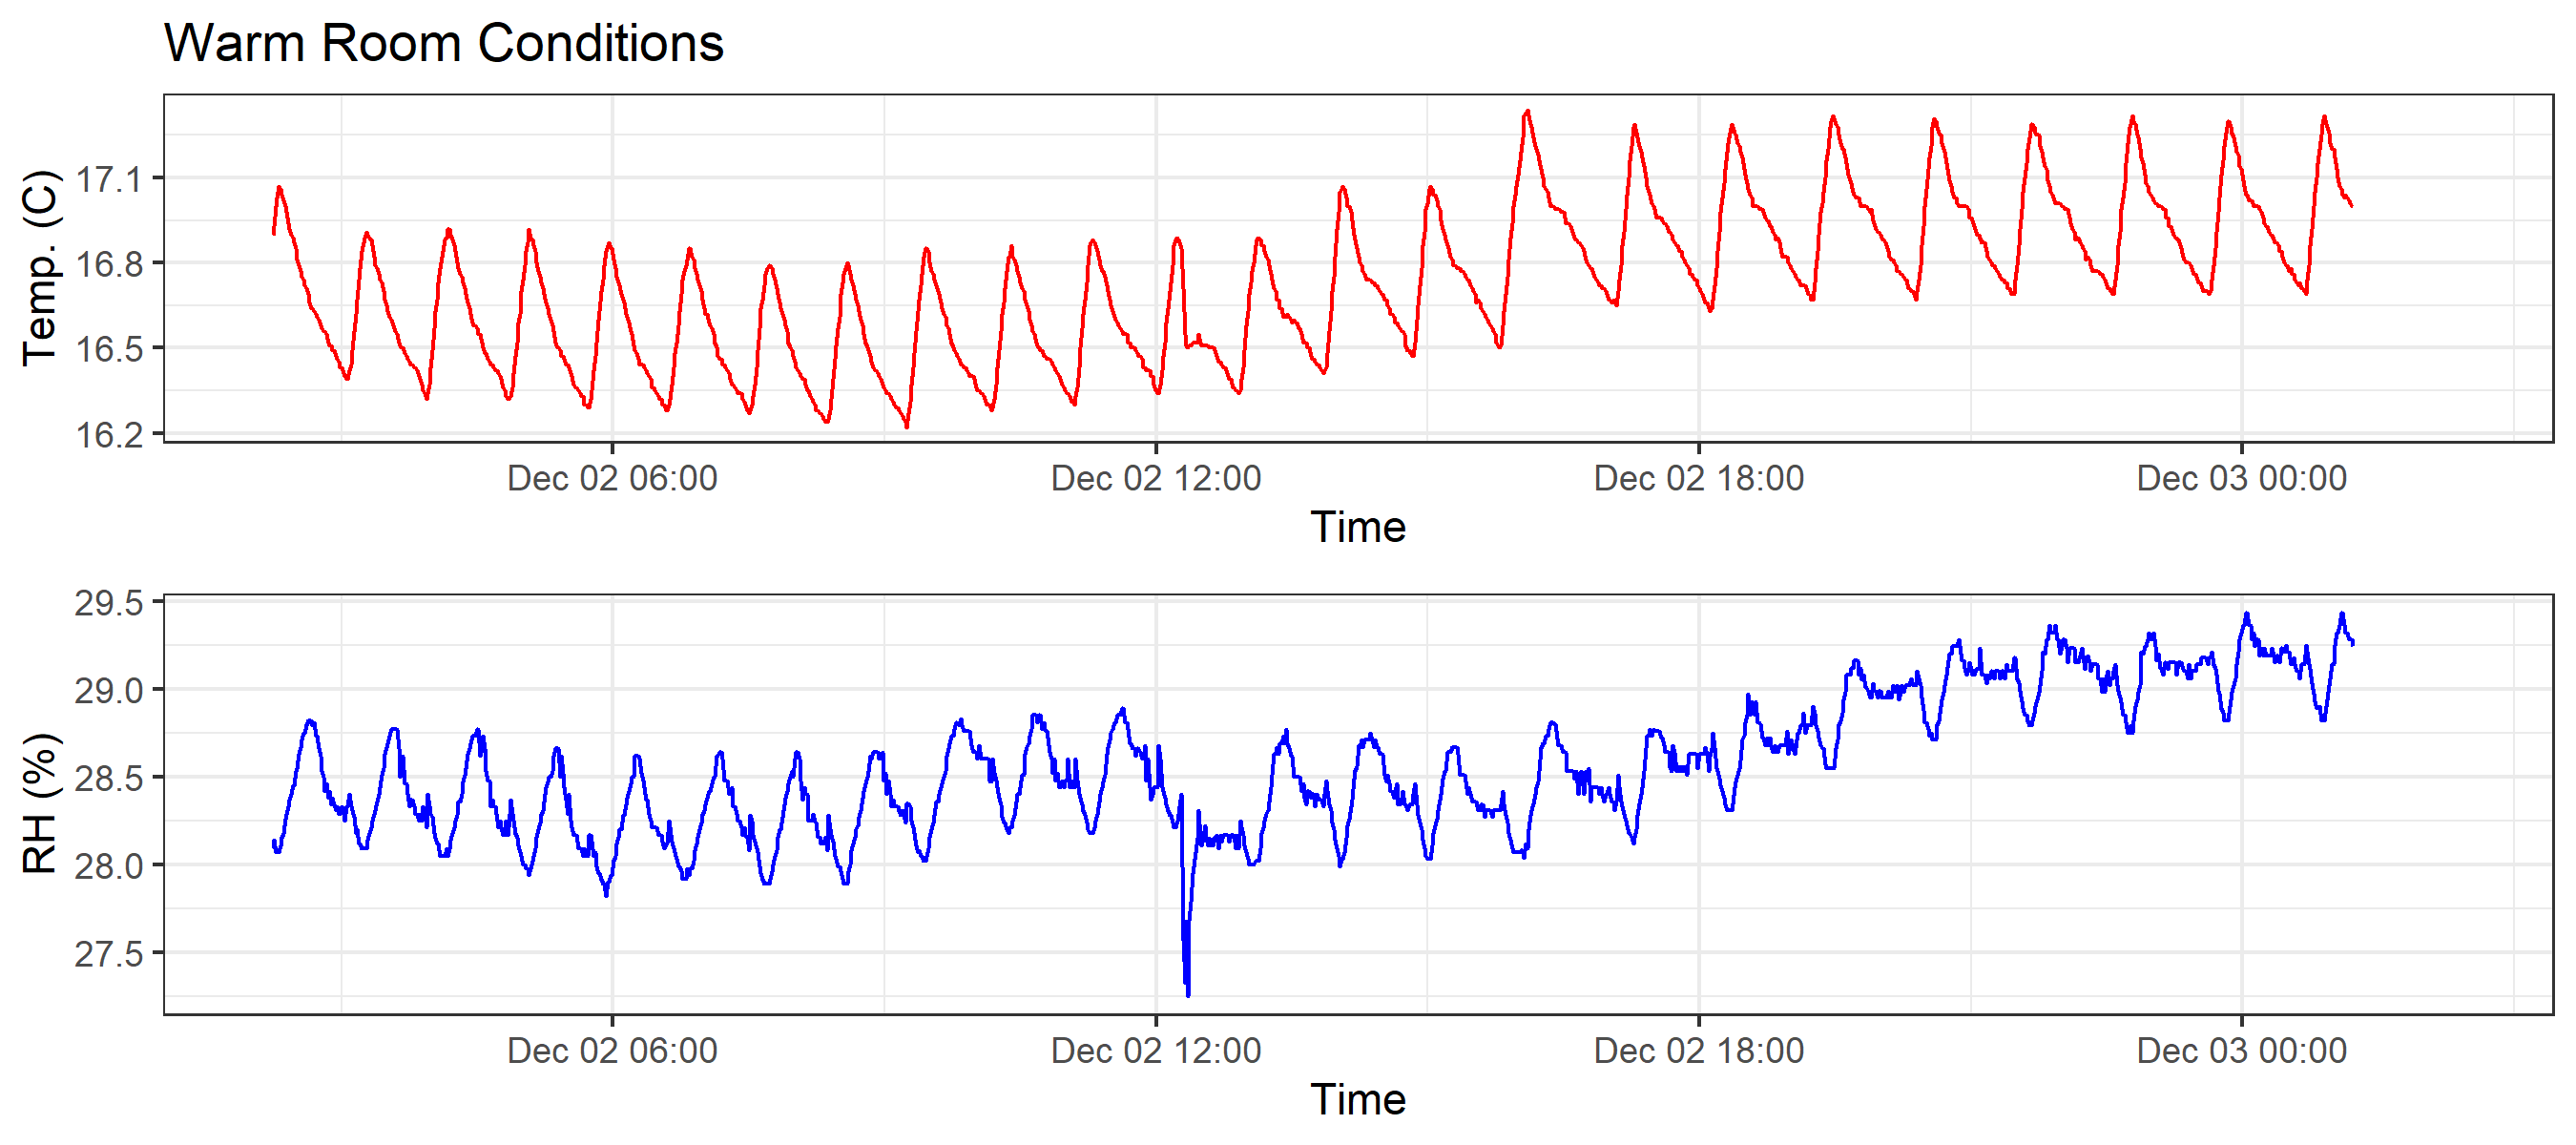 Warm Room Conditions
Temp. (C)
17.1
16.8
16.5
16.2
Dec 02 06:00 Dec 02 12:00 Dec 02 18:00 Dec 03 00:00
Time
RH (%)
29.5
29.0
28.5
28.0
27.5
Dec 02 06:00 Dec 02 12:00 Dec 02 18:00 Dec 03 00:00
Time